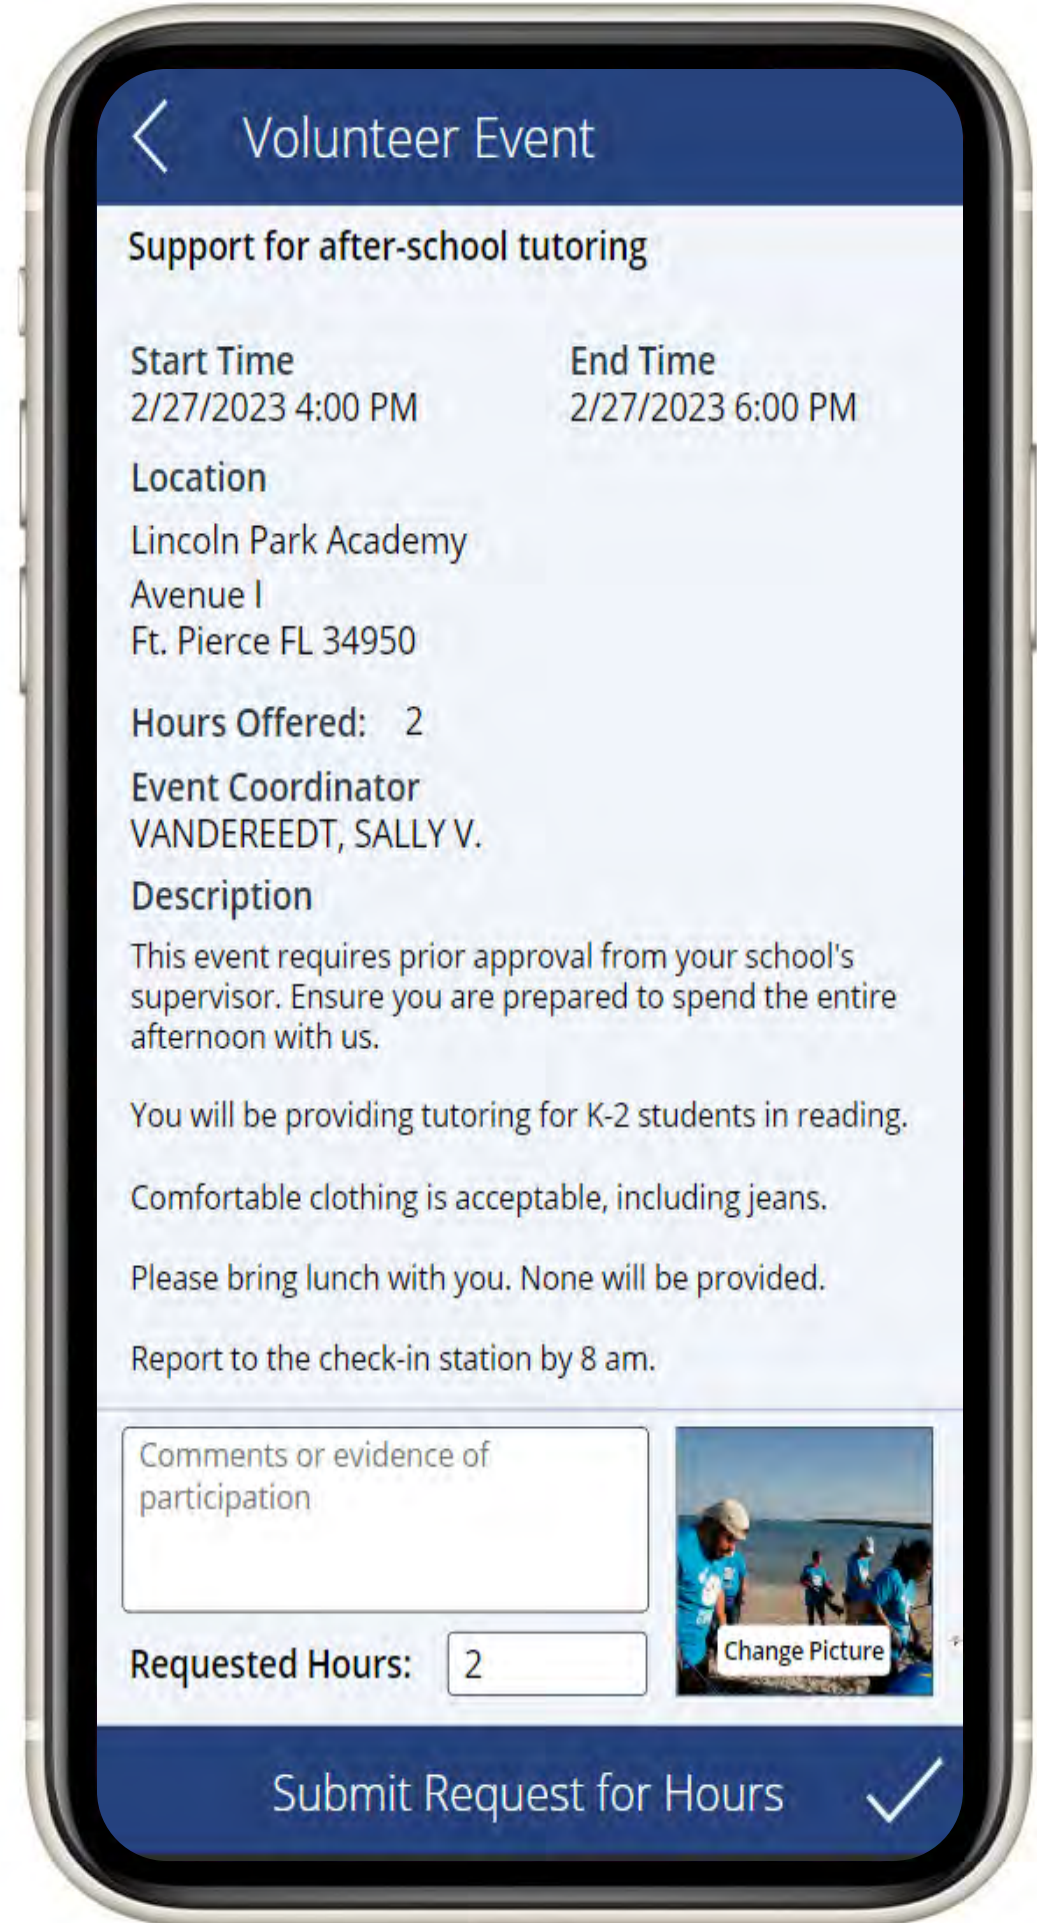 Volunteer Event
Support for after-school tutoring
Start Time
2/27/2023 4:00 PM
End Time
2/27/2023 6:00 PM
Location
Lincoln Park Academy
Avenue I
Ft. Pierce FL 34950
Hours Offered: 2
Event Coordinator
VANDEREEDT, SALLY V.
Description
This event requires prior approval from your school's
supervisor. Ensure you are prepared to spend the entire
afternoon with us.
You will be providing tutoring for K-2 students in reading.
Comfortable clothing is acceptable, including jeans.
Please bring lunch with you. None will be provided.
Report to the check-in station by 8 am.
Comments or evidence of
participation
Change Picture
Requested Hours: 2
Submit Request for Hours